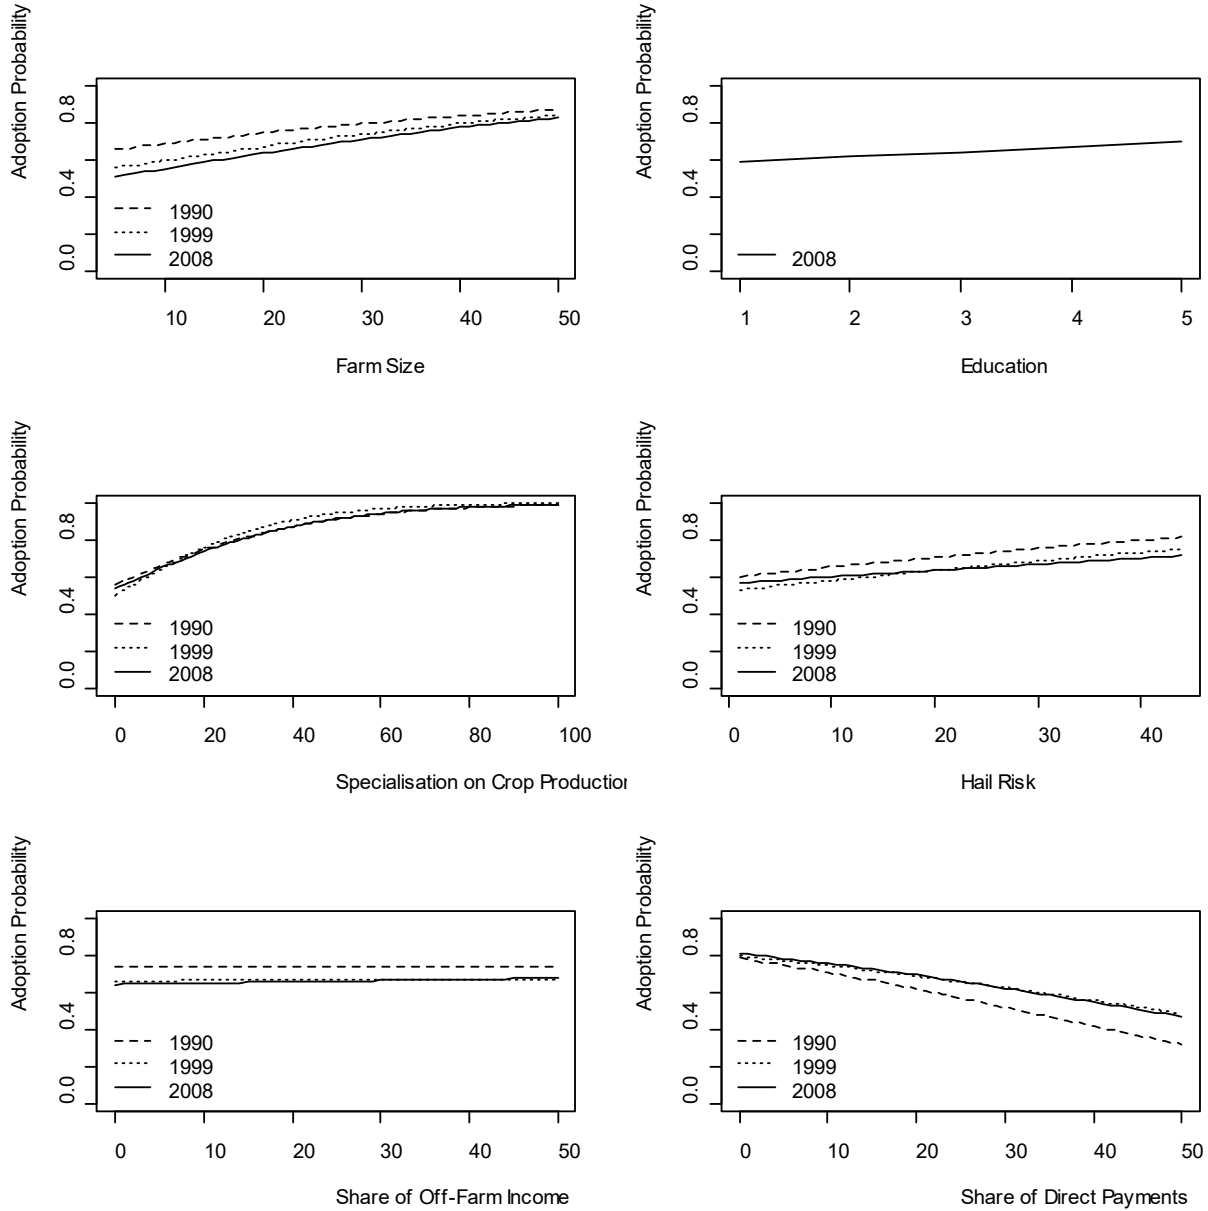 Adoption Probability
0.8
0.4
0.0
1990
1999
2008
10 20 30 40 50
Farm Size
Adoption Probability
0.8
0.4
0.0
2008
1 2 3 4 5
Education
Adoption Probability
0.8
0.4
0.0
1990
1999
2008
0 20 40 60 80 100
Specialisation on Crop Production
Adoption Probability
0.8
0.4
0.0
1990
1999
2008
0 10 20 30 40
Hail Risk
Adoption Probability
0.8
0.4
0.0
1990
1999
2008
0 10 20 30 40 50
Share of Off-Farm Income
Adoption Probability
0.8
0.4
0.0
1990
1999
2008
0 10 20 30 40 50
Share of Direct Payments